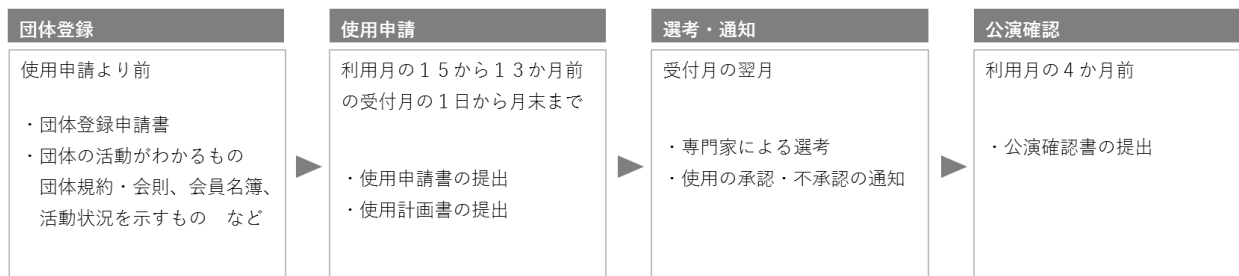 団体登録
使用申請より前
・団体登録申請書
・団体の活動がわかるもの
団体規約・会則、会員名簿、
活動状況を示すもの　など
使用申請
利用月の１５から１３か月前
の受付月の１日から月末まで
・使用申請書の提出
・使用計画書の提出
選考・通知
受付月の翌月
・専門家による選考
・使用の承認・不承認の通知
公演確認
利用月の４か月前
・公演確認書の提出